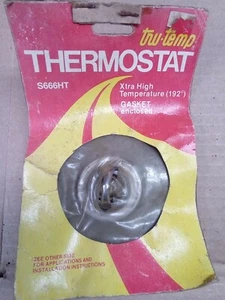 tru-temp
THERMOSTAT
S666HT
Xtra High
Temperature (192°)
GASKET
enclosed
SEE OTHER SIDE
FOR APPLICATIONS AND
INSTALLATION INSTRUCTIONS